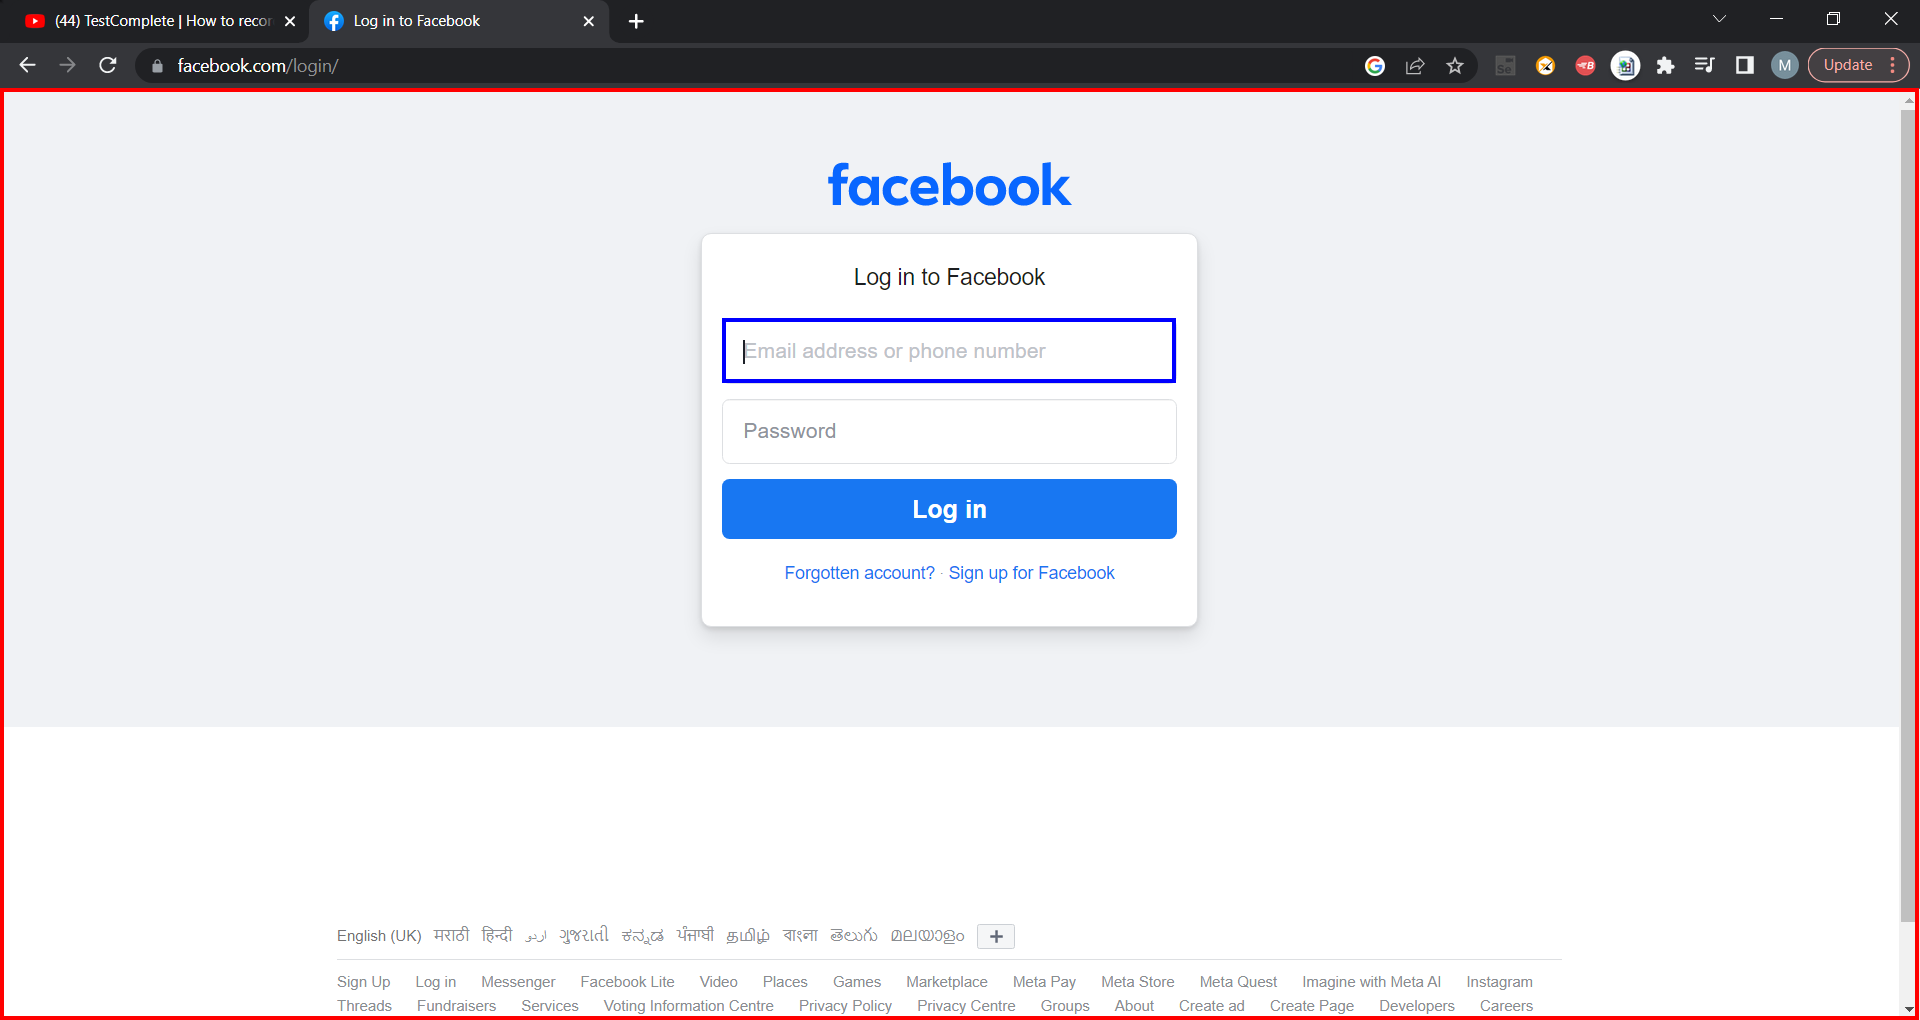 (44) TestComplete | How to recor
Log in to Facebook
facebook.com/login/
Se
B
M
Update
facebook
Log in to Facebook
Email address or phone number
Password
Log in
Forgotten account? · Sign up for Facebook
English (UK) मराठी हिन्दी اردو ગુજરાતી ಕನ್ನಡ ਪੰਜਾਬੀ தமிழ் বাংলা తెలుగు മലയാളം +
Sign Up Log in Messenger Facebook Lite Video Places Games Marketplace Meta Pay Meta Store Meta Quest Imagine with Meta AI Instagram
Threads Fundraisers Services Voting Information Centre Privacy Policy Privacy Centre Groups About Create ad Create Page Developers Careers